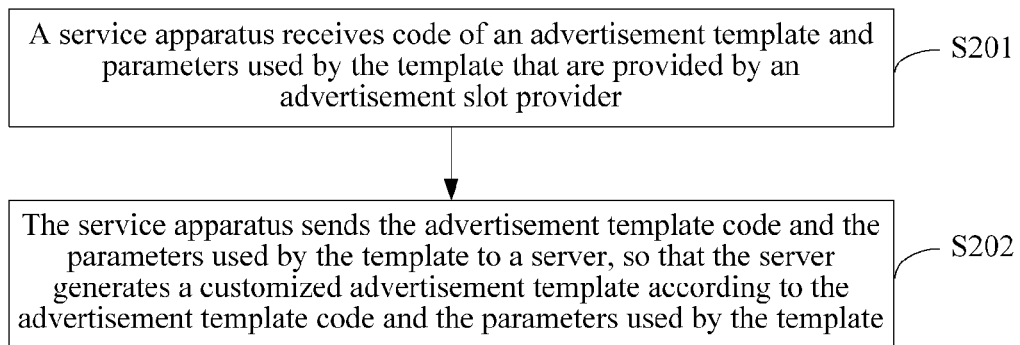 A service apparatus receives code of an advertisement template and
parameters used by the template that are provided by an
advertisement slot provider
S201
The service apparatus sends the advertisement template code and the
parameters used by the template to a server, so that the server
generates a customized advertisement template according to the
advertisement template code and the parameters used by the template
S202